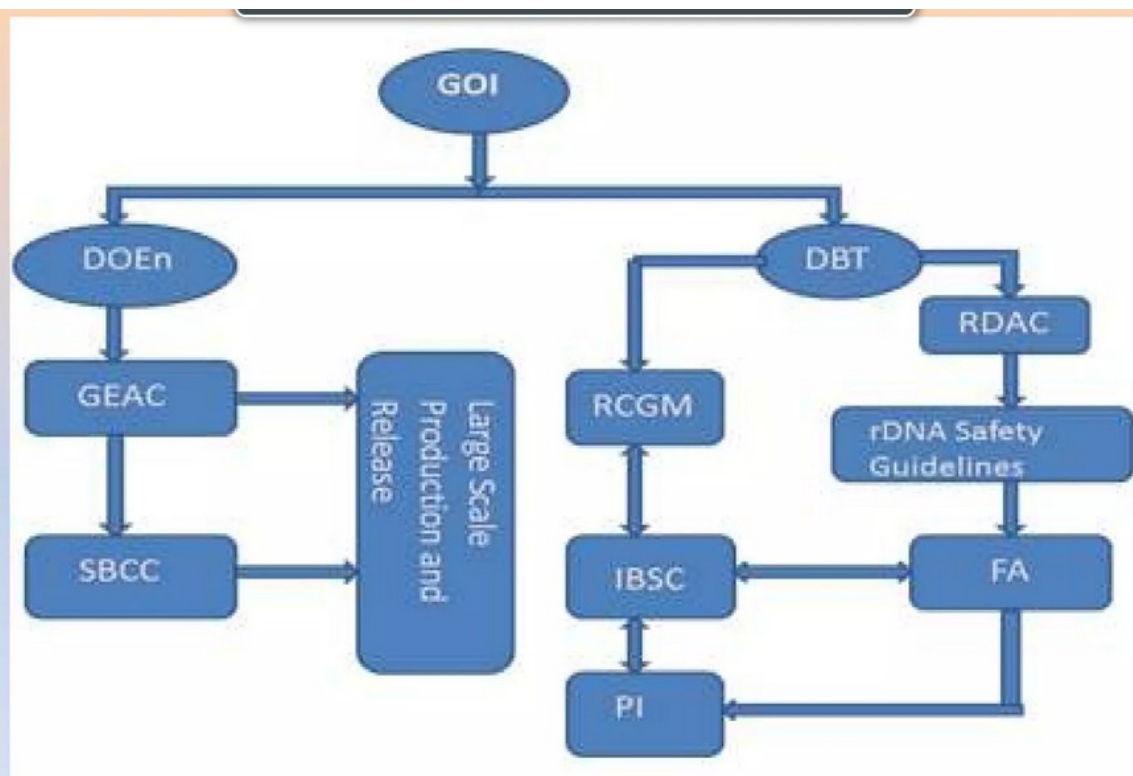 GOI
DOEn
DBT
RDAC
GEAC
Large Scale
Production and
Release
RCGM
rDNA Safety
Guidelines
SBCC
IBSC
FA
PI